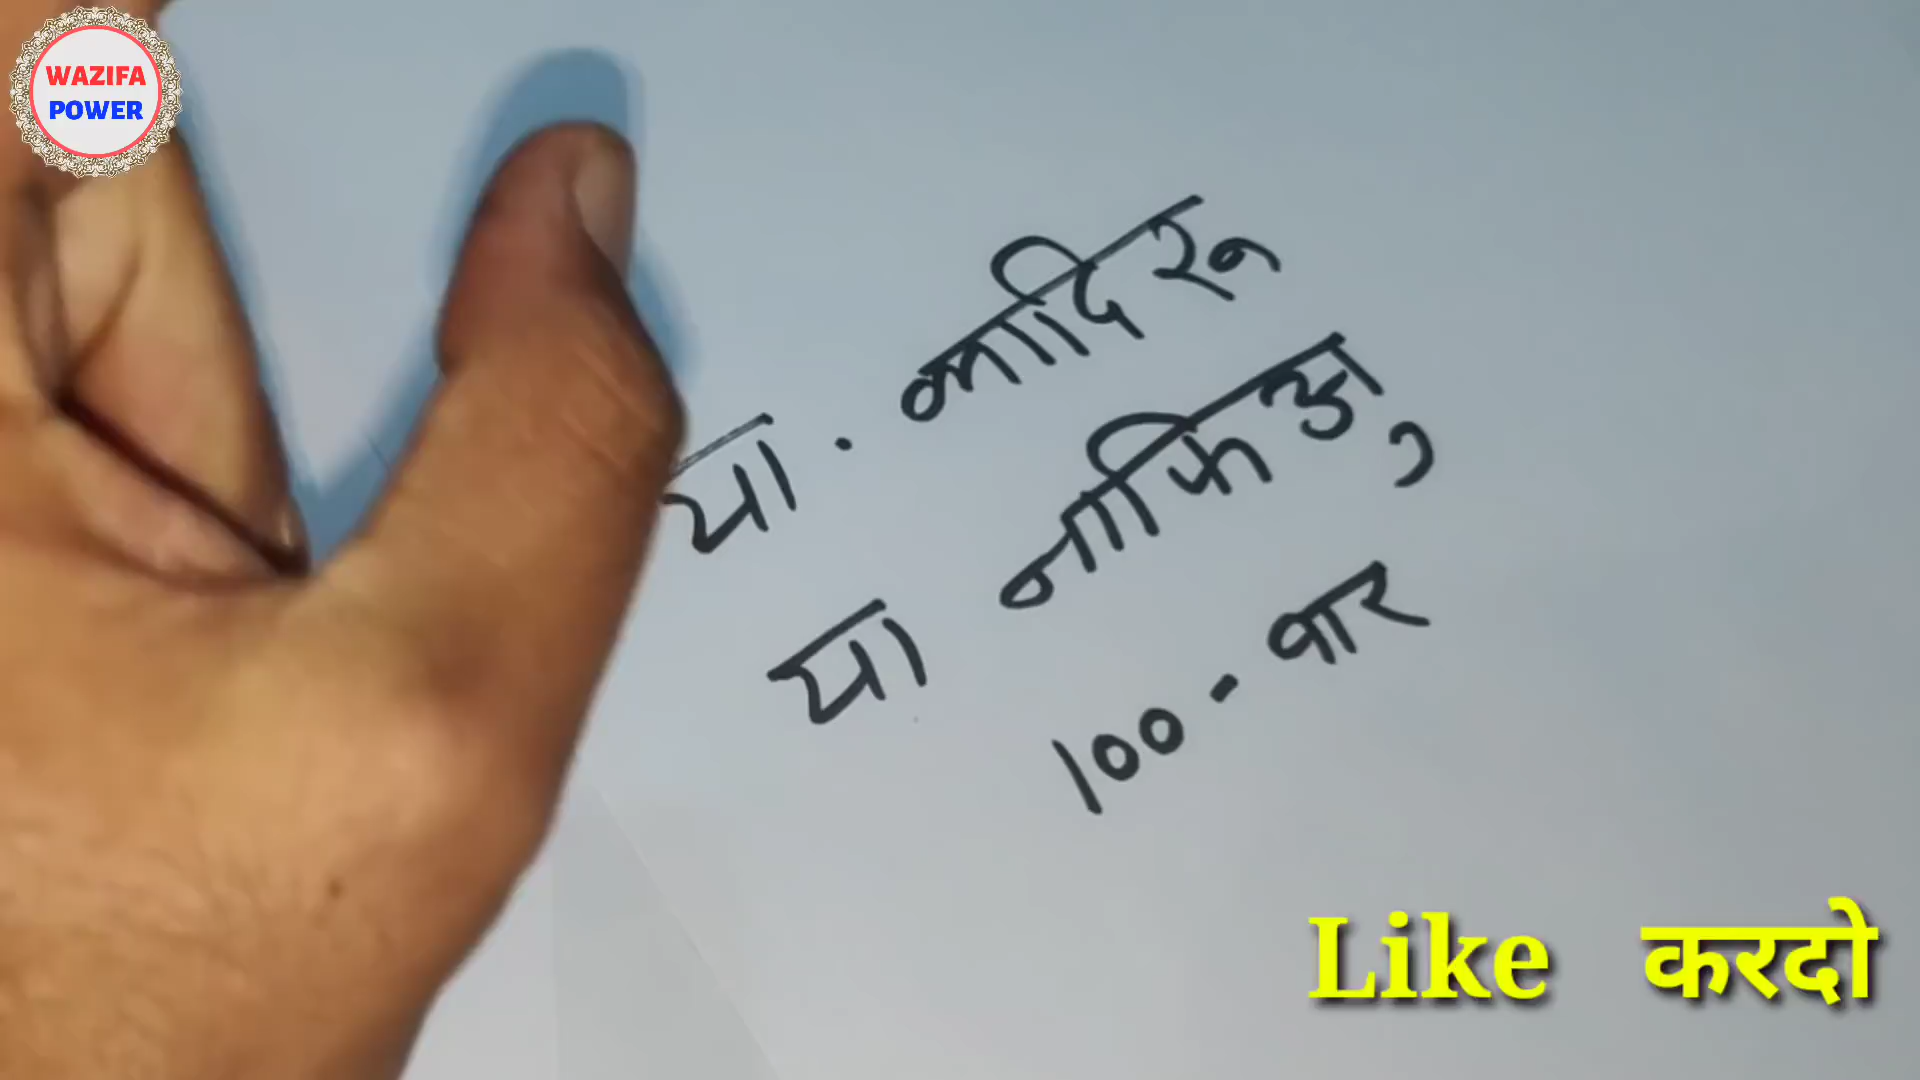 WAZIFA
POWER
या . कादिरु
या नाफिउ,
100 - वार
Like करदो